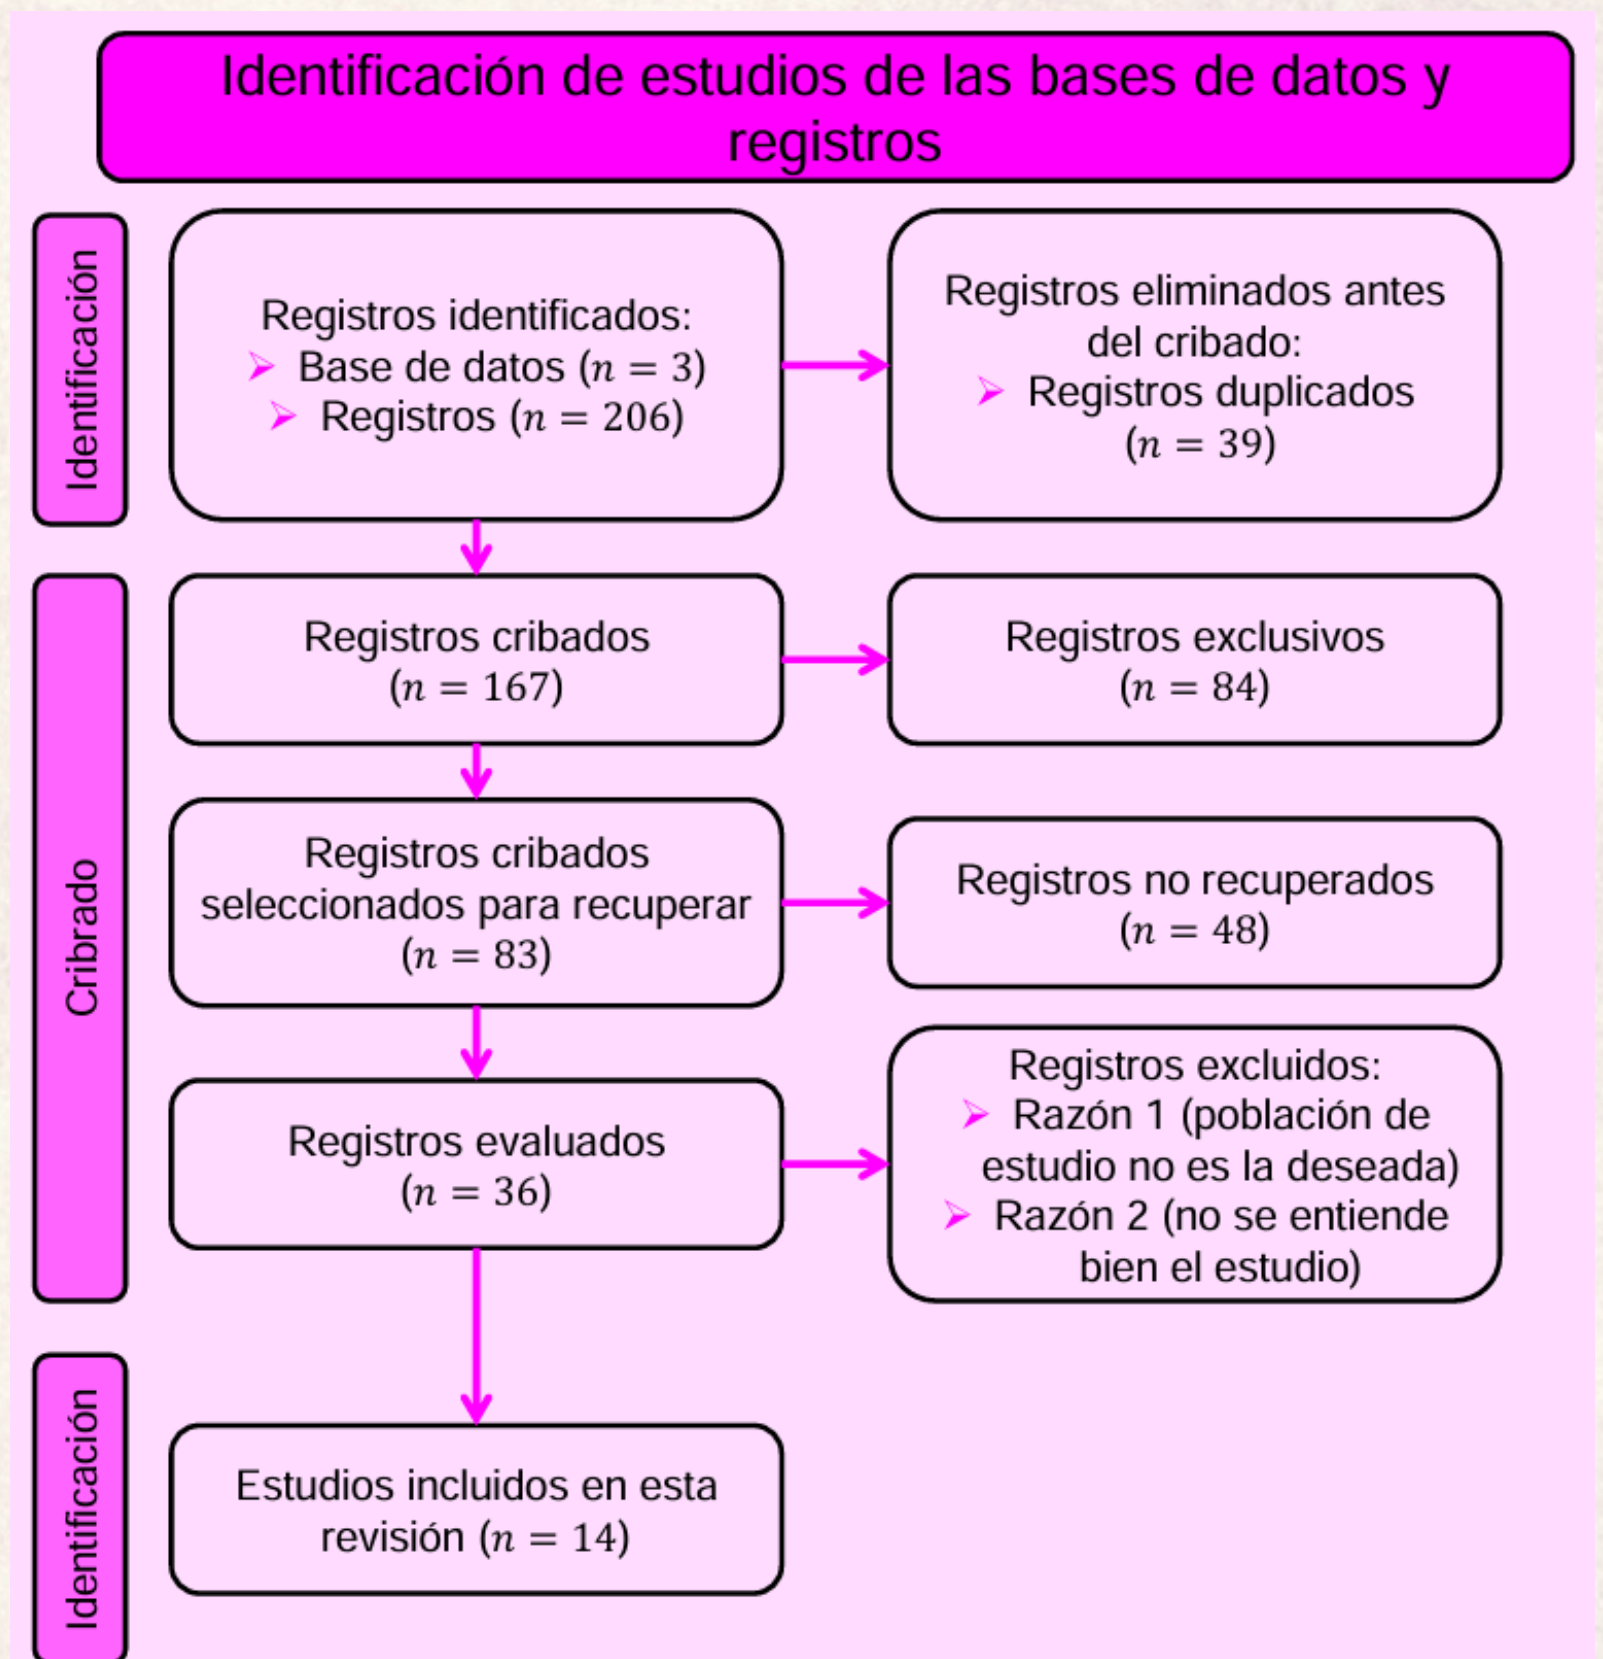 Identificación de estudios de las bases de datos y
registros
Identificación
Registros identificados:
➢ Base de datos (n = 3)
➢ Registros (n = 206)
Registros eliminados antes
del cribado:
➢ Registros duplicados
(n = 39)
Cribrado
Registros cribados
(n = 167)
Registros exclusivos
(n = 84)
Registros cribados
seleccionados para recuperar
(n = 83)
Registros no recuperados
(n = 48)
Registros evaluados
(n = 36)
Registros excluidos:
➢ Razón 1 (población de
estudio no es la deseada)
➢ Razón 2 (no se entiende
bien el estudio)
Identificación
Estudios incluidos en esta
revisión (n = 14)